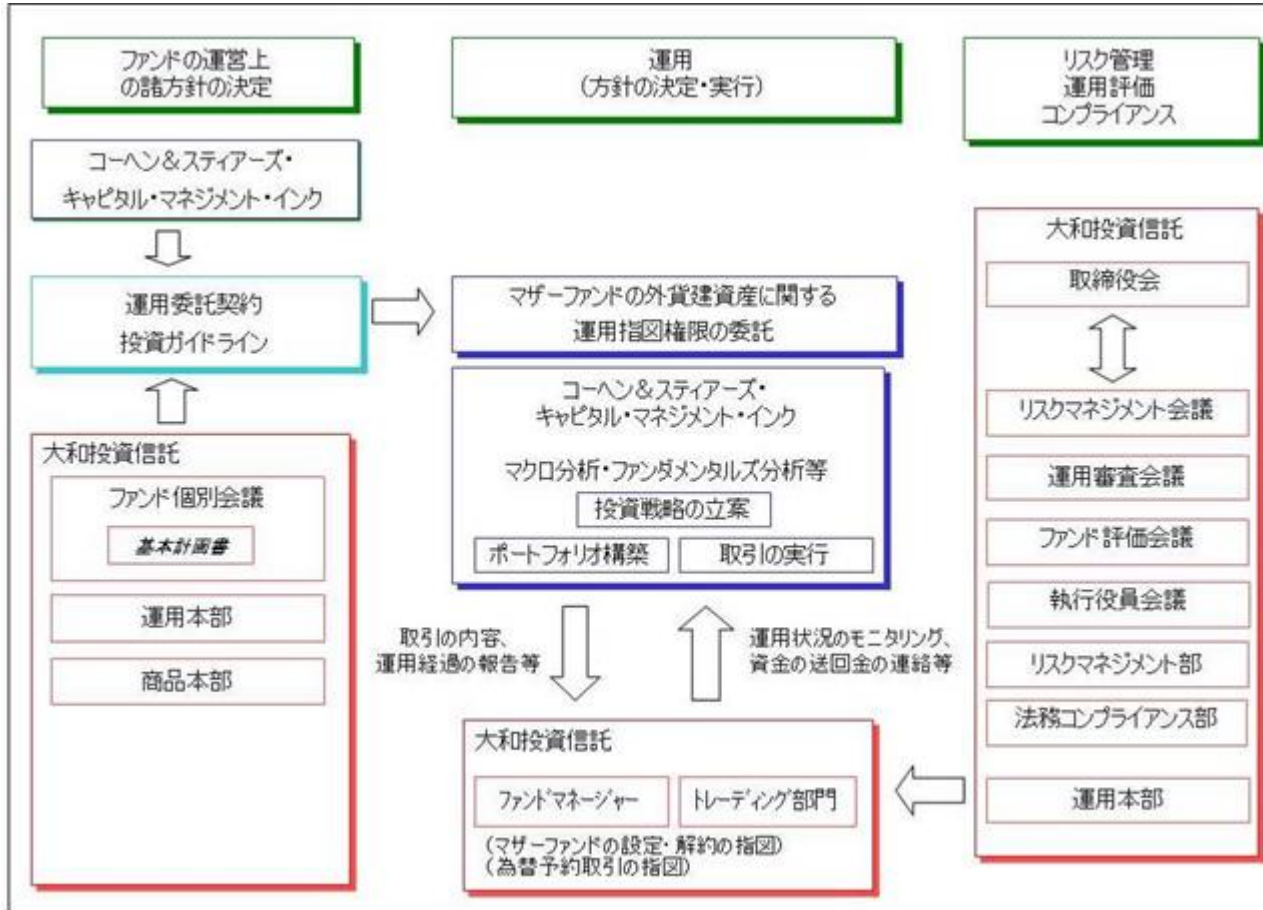 ファンドの運営上
の諸方針の決定
運用
(方針の決定・実行)
リスク管理
運用評価
コンプライアンス
コーヘン＆スティアーズ・
キャピタル・マネジメント・インク
運用委託契約
投資ガイドライン
マザーファンドの外貨建資産に関する
運用指図権限の委託
大和投資信託
ファンド個別会議
基本計画書
運用本部
商品本部
コーヘン＆スティアーズ・
キャピタル・マネジメント・インク
マクロ分析・ファンダメンタルズ分析等
投資戦略の立案
ポートフォリオ構築
取引の実行
取引の内容、
運用経過の報告等
運用状況のモニタリング、
資金の送回金の連絡等
大和投資信託
ファンドマネージャー
トレーディング部門
(マザーファンドの設定・解約の指図)
(為替予約取引の指図)
大和投資信託
取締役会
リスクマネジメント会議
運用審査会議
ファンド評価会議
執行役員会議
リスクマネジメント部
法務コンプライアンス部
運用本部